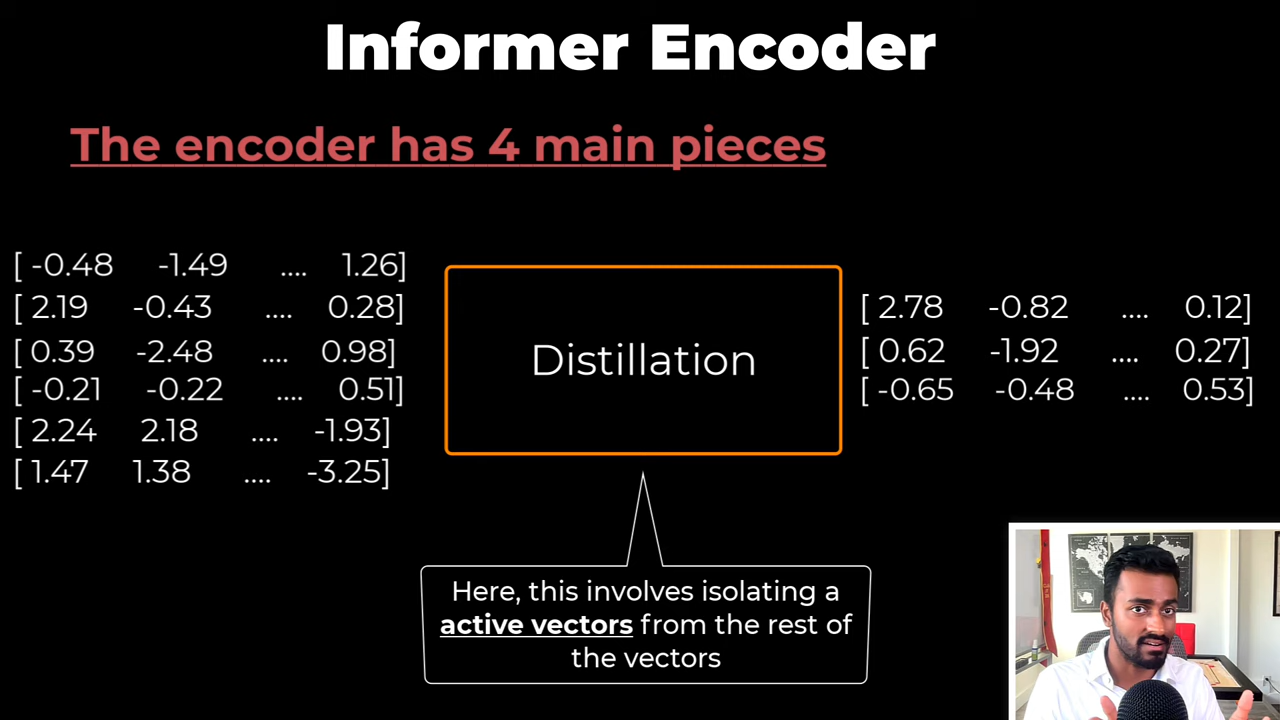 Informer Encoder
The encoder has 4 main pieces
[ -0.48 -1.49 .... 1.26]
[ 2.19 -0.43 .... 0.28]
[ 0.39 -2.48 .... 0.98]
[ -0.21 -0.22 .... 0.51]
[ 2.24 2.18 .... -1.93]
[ 1.47 1.38 .... -3.25]
Distillation
[ 2.78 -0.82 .... 0.12]
[ 0.62 -1.92 .... 0.27]
[ -0.65 -0.48 .... 0.53]
Here, this involves isolating a
active vectors from the rest of
the vectors